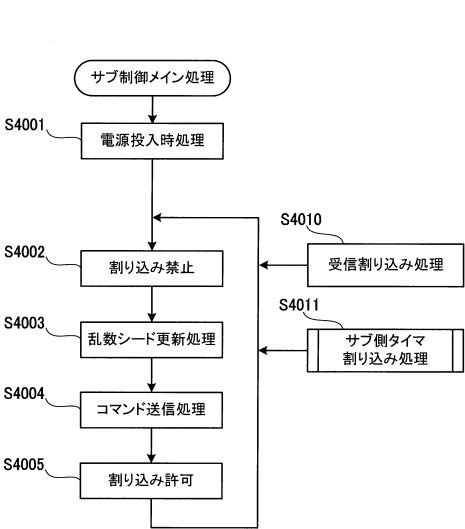 サブ制御メイン処理
S4001
電源投入時処理
S4002
割り込み禁止
S4003
乱数シード更新処理
S4004
コマンド送信処理
S4005
割り込み許可
S4010
受信割り込み処理
S4011
サブ側タイマ
割り込み処理